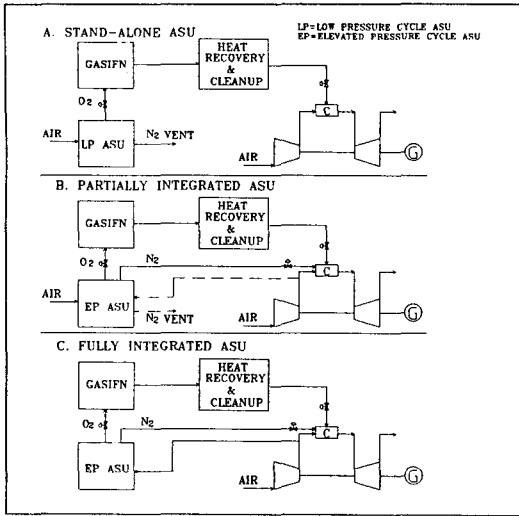 A. STAND-ALONE ASU
LP=LOW PRESSURE CYCLE ASU
EP=ELEVATED PRESSURE CYCLE ASU
GASIFN
HEAT
RECOVERY
&
CLEANUP
O2
C
AIR
LP ASU
N2 VENT
AIR
G
B. PARTIALLY INTEGRATED ASU
GASIFN
HEAT
RECOVERY
&
CLEANUP
O2
N2
C
AIR
EP ASU
N2 VENT
AIR
G
C. FULLY INTEGRATED ASU
GASIFN
HEAT
RECOVERY
&
CLEANUP
O2
N2
C
EP ASU
AIR
G